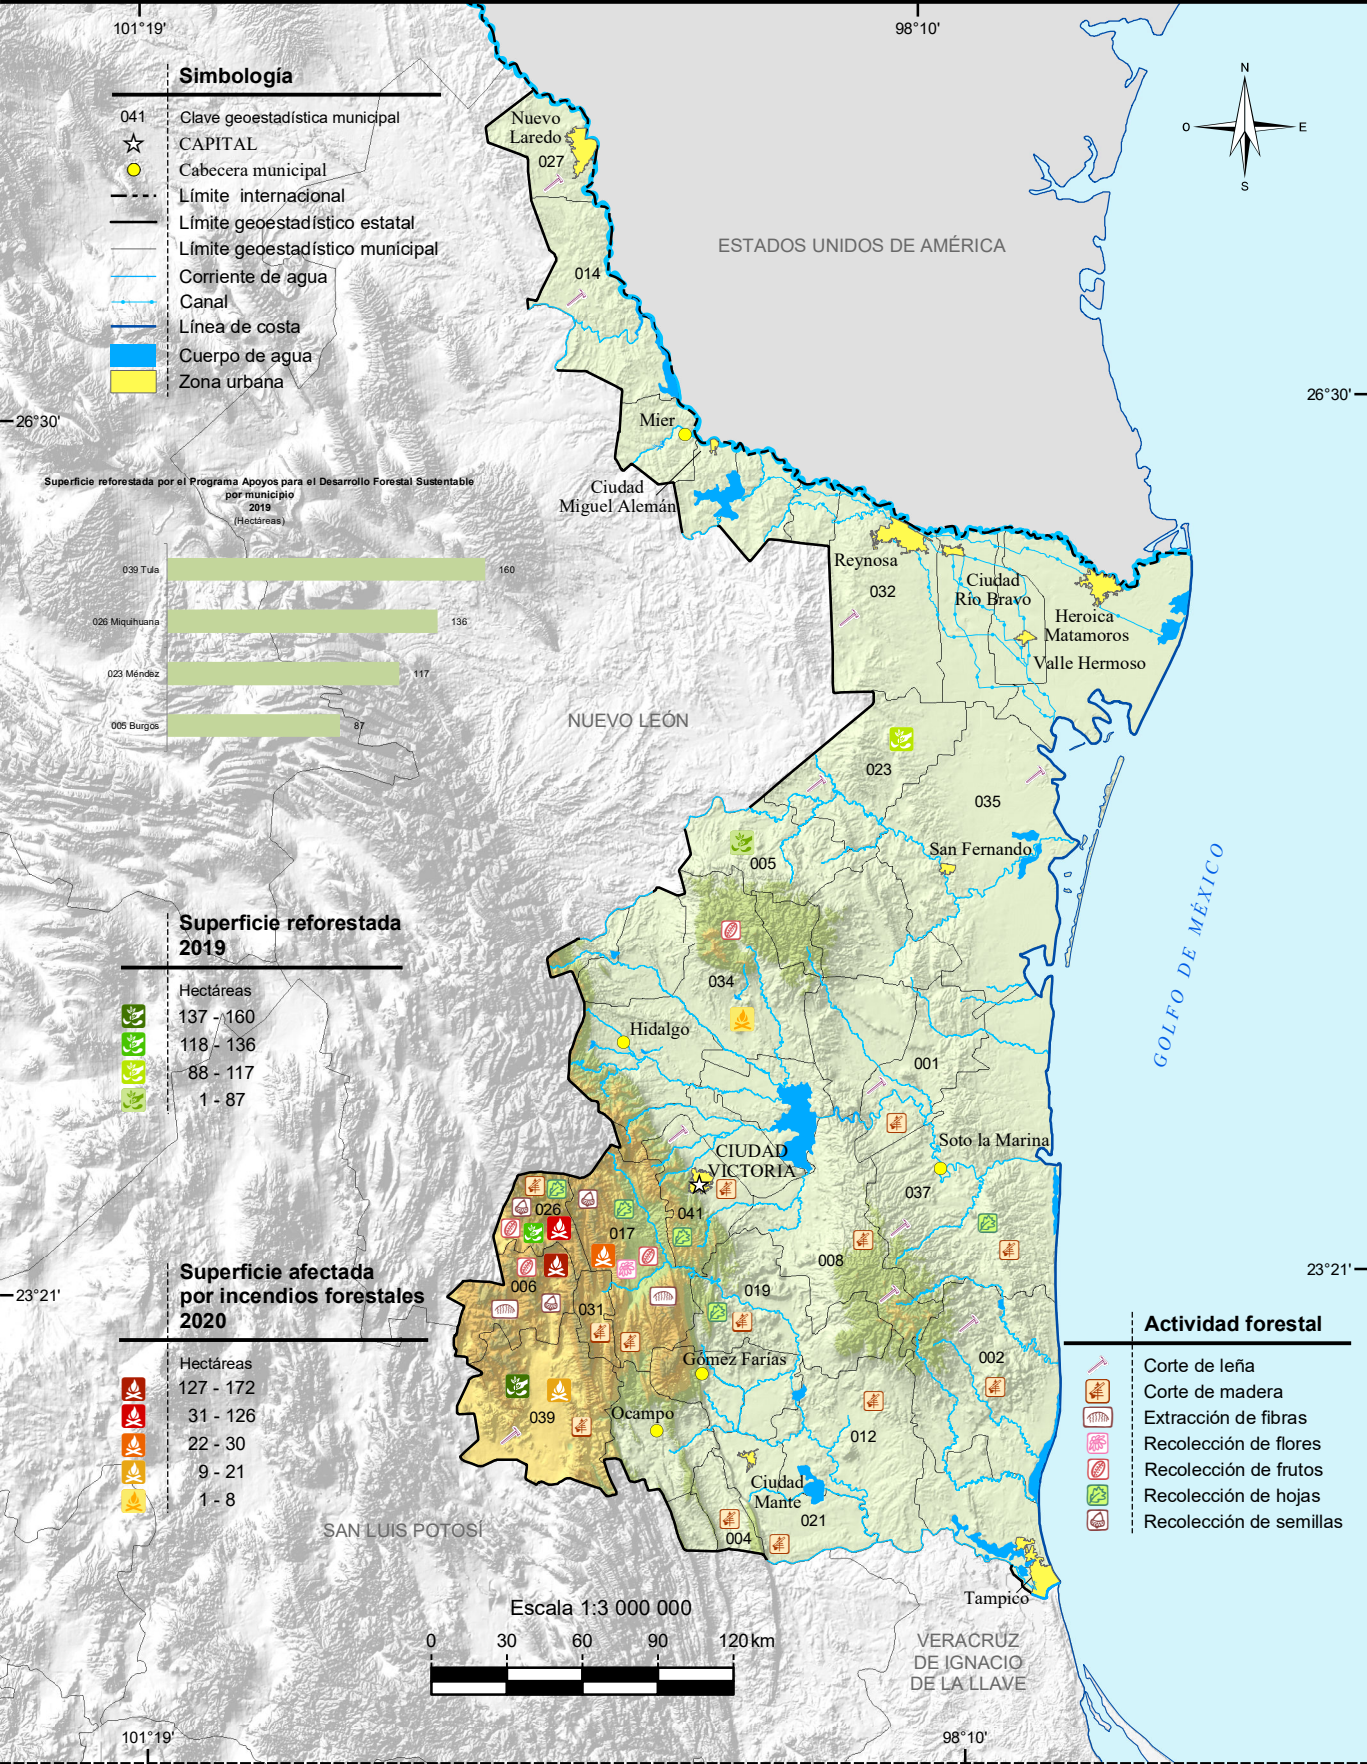 101°19'
98°10'
Simbología
041 Clave geoestadística municipal
CAPITAL
Cabecera municipal
Límite internacional
Límite geoestadístico estatal
Límite geoestadístico municipal
Corriente de agua
Canal
Línea de costa
Cuerpo de agua
Zona urbana
N
O
E
S
Nuevo
Laredo
027
ESTADOS UNIDOS DE AMÉRICA
014
26°30'
26°30'
Mier
Ciudad
Miguel Alemán
Superficie reforestada por el Programa Apoyos para el Desarrollo Forestal Sustentable
por municipio
2019
(Hectáreas)
039 Tula 160
026 Miquihuana 136
023 Méndez 117
005 Burgos 87
Reynosa
032
Ciudad
Río Bravo
Heroica
Matamoros
Valle Hermoso
NUEVO LEÓN
023
035
San Fernando
005
GOLFO DE MÉXICO
034
Hidalgo
001
Superficie reforestada
2019
Hectáreas
137 - 160
118 - 136
88 - 117
1 - 87
Soto la Marina
CIUDAD
VICTORIA
037
026
017
041
008
006
031
019
23°21'
23°21'
Superficie afectada
por incendios forestales
2020
Hectáreas
127 - 172
31 - 126
22 - 30
9 - 21
1 - 8
002
Gómez Farías
039
Ocampo
012
Ciudad
Mante
021
004
Actividad forestal
Corte de leña
Corte de madera
Extracción de fibras
Recolección de flores
Recolección de frutos
Recolección de hojas
Recolección de semillas
SAN LUIS POTOSÍ
Tampico
Escala 1:3 000 000
0 30 60 90 120 km
VERACRUZ
DE IGNACIO
DE LA LLAVE
101°19'
98°10'